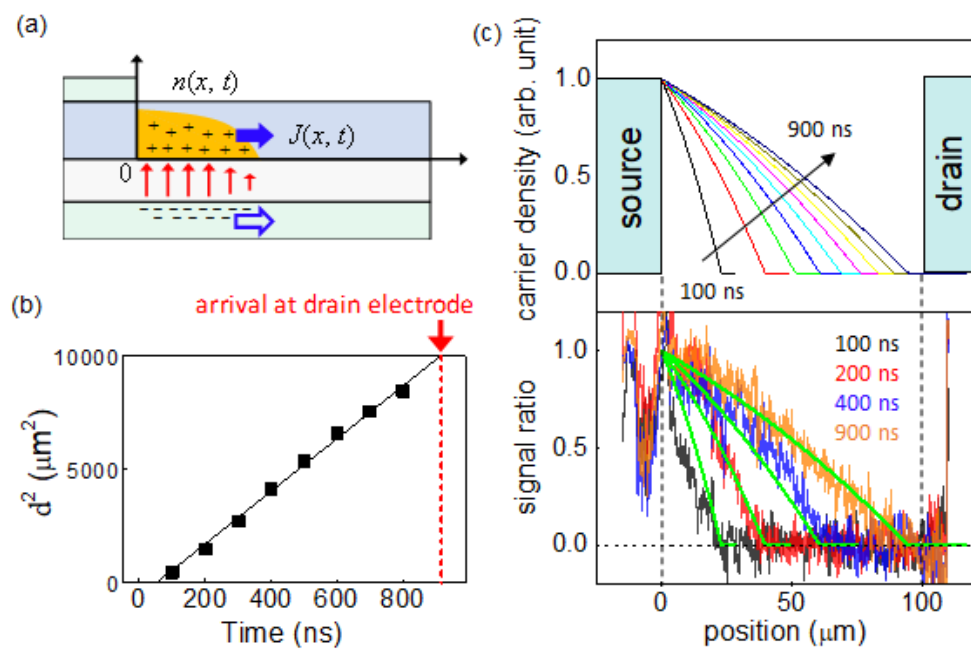 (a)
n(x, t)
J(x, t)
0
(b)
arrival at drain electrode
10000
5000
0
d² (μm²)
0 200 400 600 800
Time (ns)
(c)
carrier density (arb. unit)
1.0
0.5
0.0
source
drain
900 ns
100 ns
signal ratio
1.0
0.5
0.0
100 ns
200 ns
400 ns
900 ns
0 50 100
position (μm)